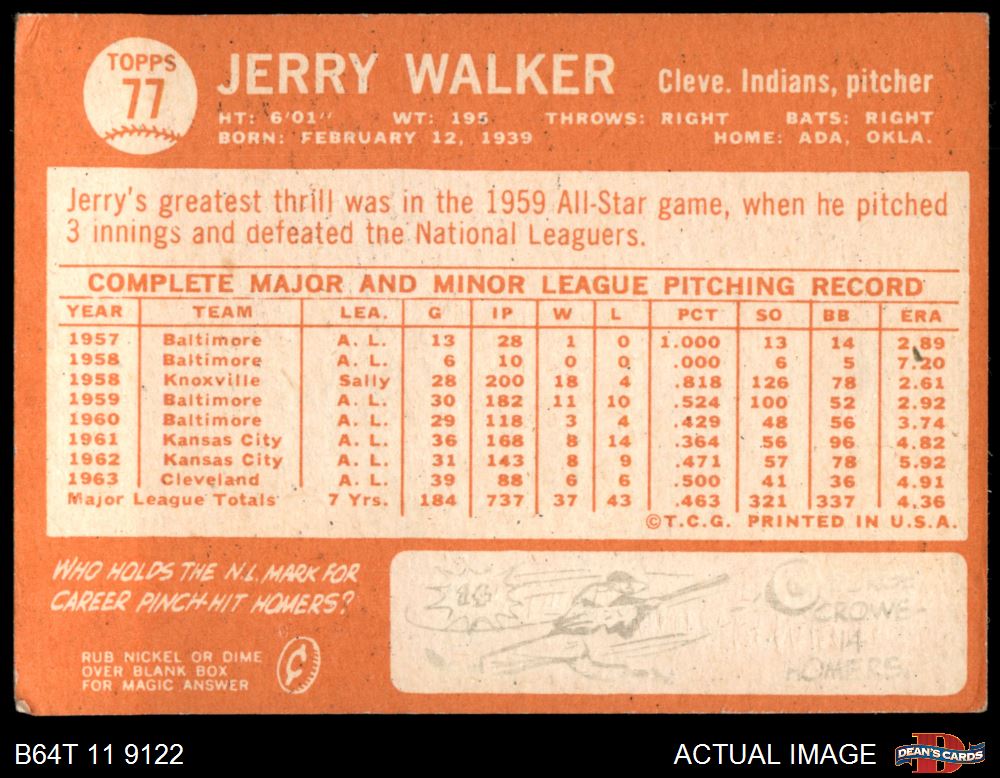 TOPPS
77
JERRY WALKER
Cleve. Indians, pitcher
HT: 6'01" WT: 195 THROWS: RIGHT BATS: RIGHT
BORN: FEBRUARY 12, 1939 HOME: ADA, OKLA.
Jerry's greatest thrill was in the 1959 All-Star game, when he pitched
3 innings and defeated the National Leaguers.
COMPLETE MAJOR AND MINOR LEAGUE PITCHING RECORD
YEAR TEAM LEA. G IP W L PCT SO BB ERA
1957 Baltimore A. L. 13 28 1 0 1.000 13 14 2.89
1958 Baltimore A. L. 6 10 0 0 .000 6 5 7.20
1958 Knoxville Sally 28 200 18 4 .818 126 78 2.61
1959 Baltimore A. L. 30 182 11 10 .524 100 52 2.92
1960 Baltimore A. L. 29 118 3 4 .429 48 56 3.74
1961 Kansas City A. L. 36 168 8 14 .364 56 96 4.82
1962 Kansas City A. L. 31 143 8 9 .471 57 78 5.92
1963 Cleveland A. L. 39 88 6 6 .500 41 36 4.91
Major League Totals 7 Yrs. 184 737 37 43 .463 321 337 4.36
©T.C.G. PRINTED IN U.S.A.
WHO HOLDS THE N.L. MARK FOR
CAREER PINCH-HIT HOMERS?
RUB NICKEL OR DIME
OVER BLANK BOX
FOR MAGIC ANSWER
CROWE-
14
HOMERS.
B64T 11 9122
ACTUAL IMAGE
DEAN'S CARDS